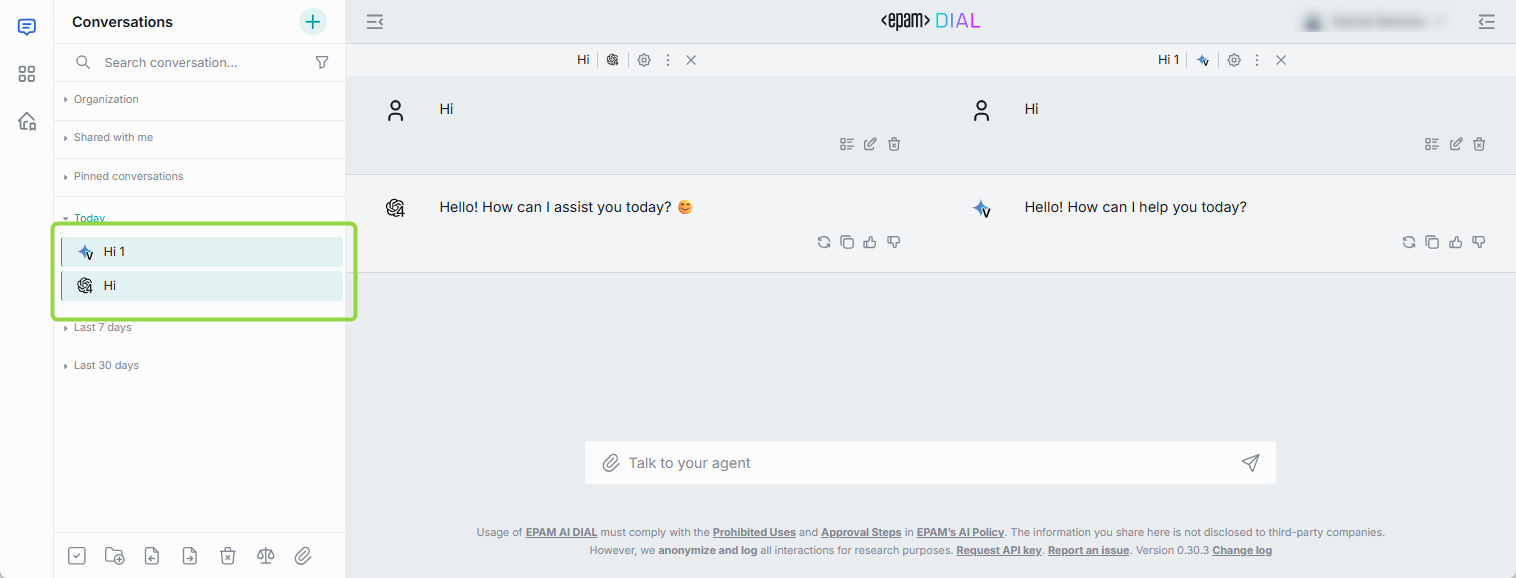 Conversations
<epam> DIAL
Search conversation...
Hi
Hi 1
Organization
Shared with me
Pinned conversations
Today
Hi 1
Hi
Last 7 days
Last 30 days
Hi
Hi
4
Hello! How can I assist you today? 😊
V
Hello! How can I help you today?
Talk to your agent
Usage of EPAM AI DIAL must comply with the Prohibited Uses and Approval Steps in EPAM's AI Policy. The information you share here is not disclosed to third-party companies.
However, we anonymize and log all interactions for research purposes. Request API key. Report an issue. Version 0.30.3 Change log